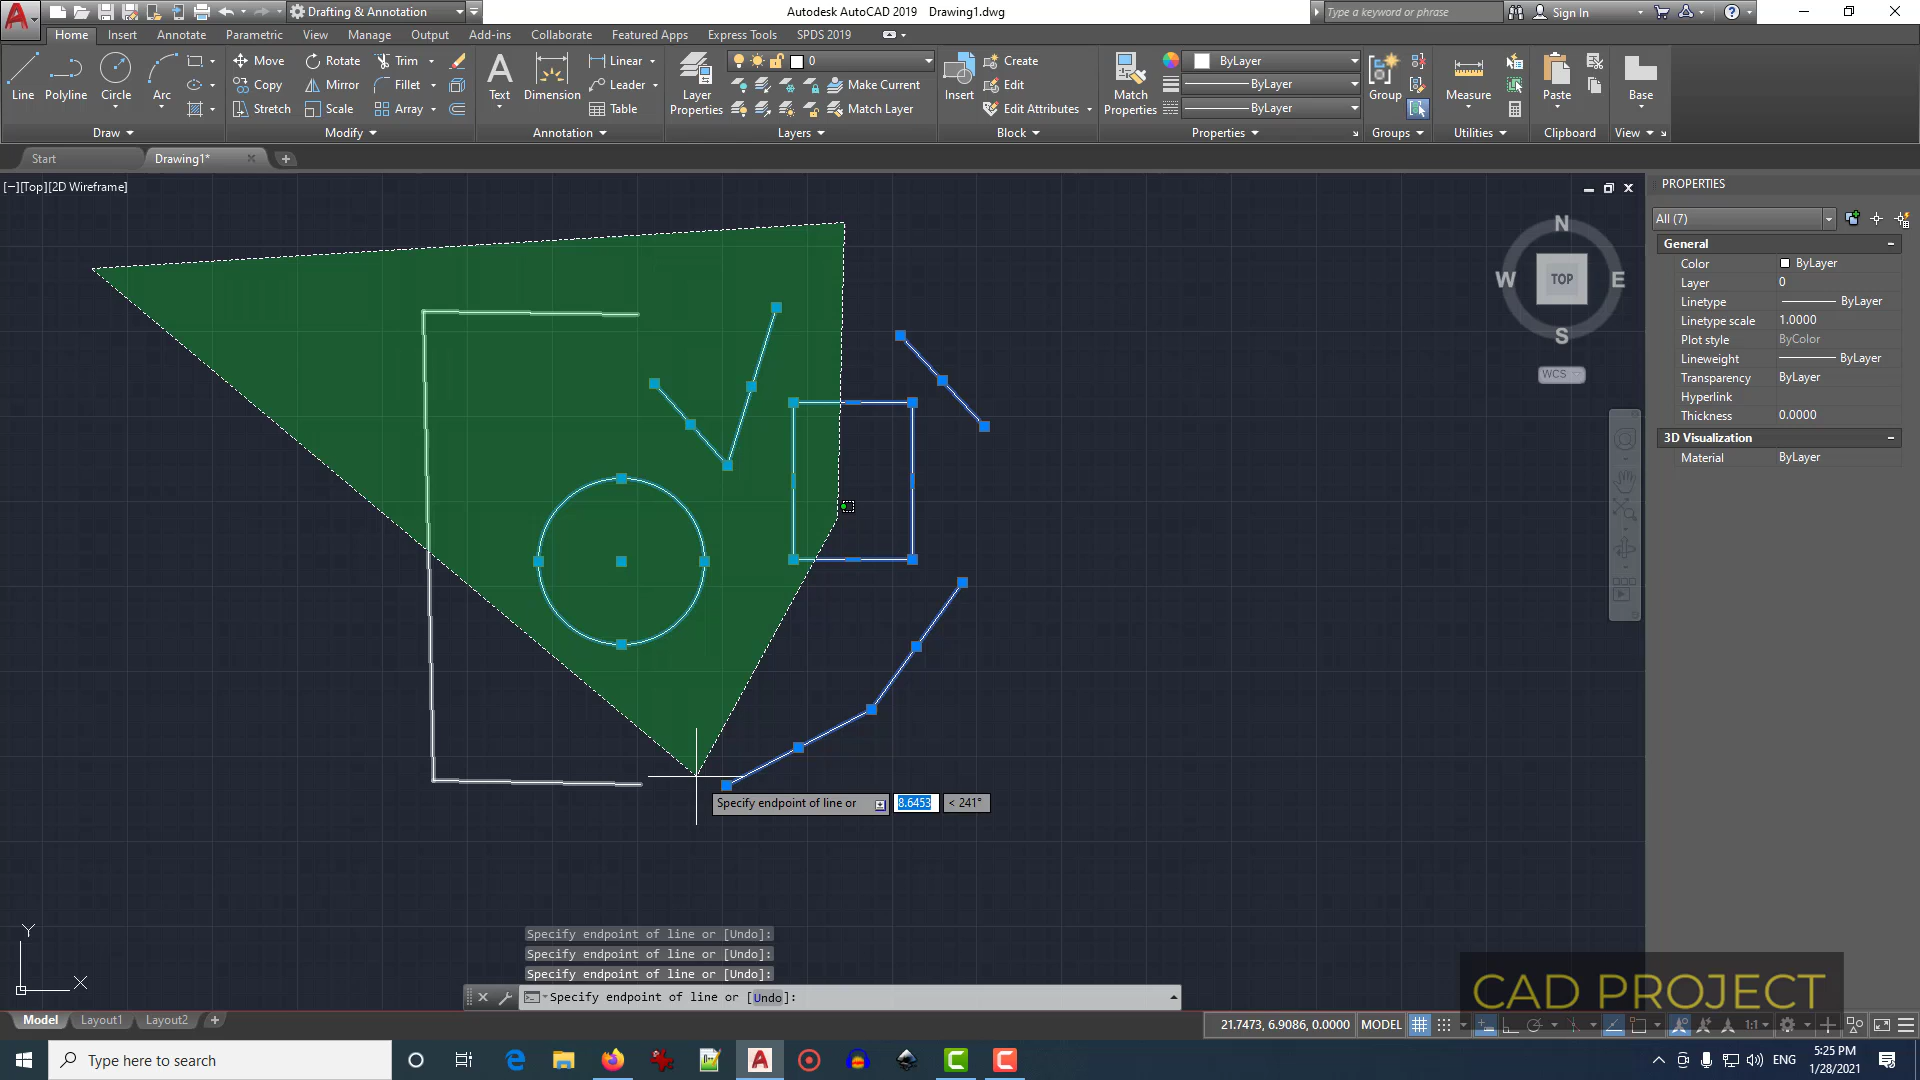 Drafting & Annotation
Autodesk AutoCAD 2019 Drawing1.dwg
Type a keyword or phrase
Sign In
Home Insert Annotate Parametric View Manage Output Add-ins Collaborate Featured Apps Express Tools SPDS 2019
Line Polyline Circle Arc
Draw
Move Rotate Trim
Copy Mirror Fillet
Stretch Scale Array
Modify
Text Dimension
Linear
Leader
Table
Annotation
Layer Properties
0
Make Current
Match Layer
Layers
Insert
Create
Edit
Edit Attributes
Block
Match Properties
ByLayer
ByLayer
ByLayer
Properties
Group
Groups
Measure
Utilities
Paste
Clipboard
Base
View
Start
Drawing1*
[−][Top][2D Wireframe]
N
W TOP E
S
WCS
PROPERTIES
All (7)
General
Color ByLayer
Layer 0
Linetype ByLayer
Linetype scale 1.0000
Plot style ByColor
Lineweight ByLayer
Transparency ByLayer
Hyperlink
Thickness 0.0000
3D Visualization
Material ByLayer
Specify endpoint of line or 8.6453 < 241°
Y
X
Specify endpoint of line or [Undo]:
Specify endpoint of line or [Undo]:
Specify endpoint of line or [Undo]:
Specify endpoint of line or [Undo]:
CAD PROJECT
Model Layout1 Layout2
21.7473, 6.9086, 0.0000 MODEL
1:1
Type here to search
ENG
5:25 PM
1/28/2021